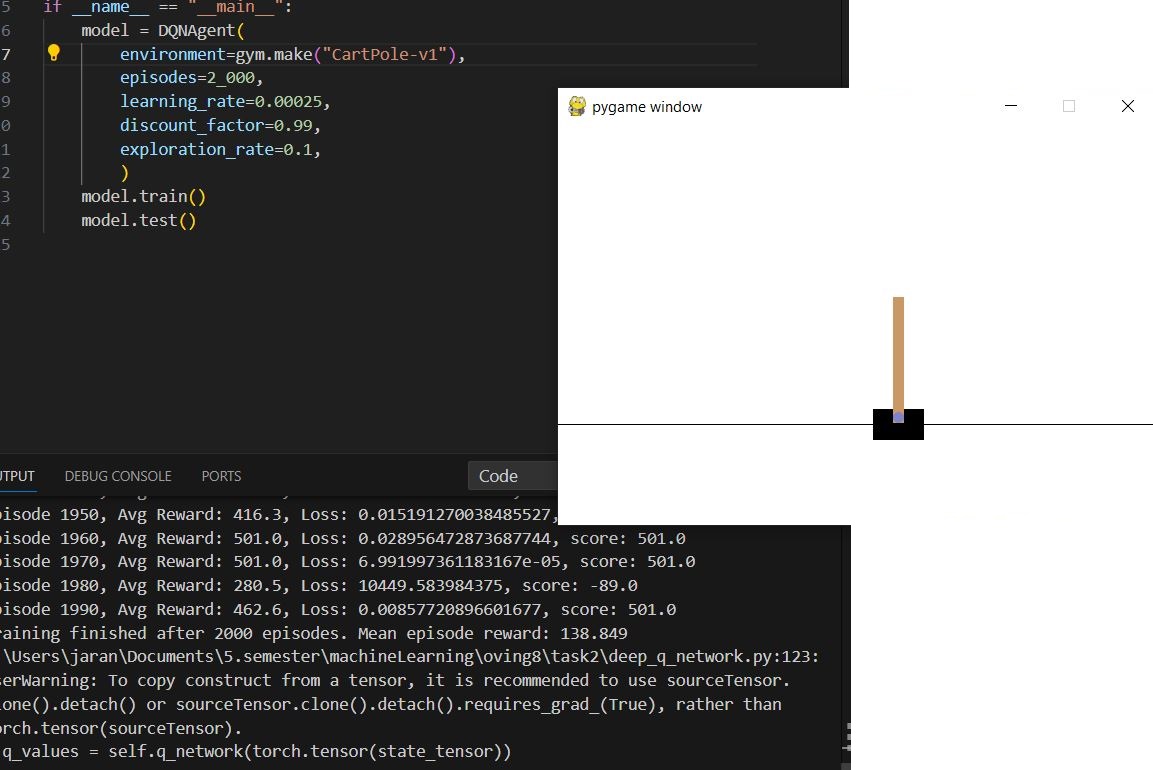 5 if __name__ == "__main__":
6 model = DQNAgent(
7 environment=gym.make("CartPole-v1"),
8 episodes=2_000,
9 learning_rate=0.00025,
0 discount_factor=0.99,
1 exploration_rate=0.1,
2 )
3 model.train()
4 model.test()
5
pygame window
UTPUT DEBUG CONSOLE PORTS Code
isode 1950, Avg Reward: 416.3, Loss: 0.015191270038485527,
isode 1960, Avg Reward: 501.0, Loss: 0.028956472873687744, score: 501.0
isode 1970, Avg Reward: 501.0, Loss: 6.991997361183167e-05, score: 501.0
isode 1980, Avg Reward: 280.5, Loss: 10449.583984375, score: -89.0
isode 1990, Avg Reward: 462.6, Loss: 0.00857720896601677, score: 501.0
raining finished after 2000 episodes. Mean episode reward: 138.849
\Users\jaran\Documents\5.semester\machineLearning\oving8\task2\deep_q_network.py:123:
serWarning: To copy construct from a tensor, it is recommended to use sourceTensor.
lone().detach() or sourceTensor.clone().detach().requires_grad_(True), rather than
orch.tensor(sourceTensor).
q_values = self.q_network(torch.tensor(state_tensor))